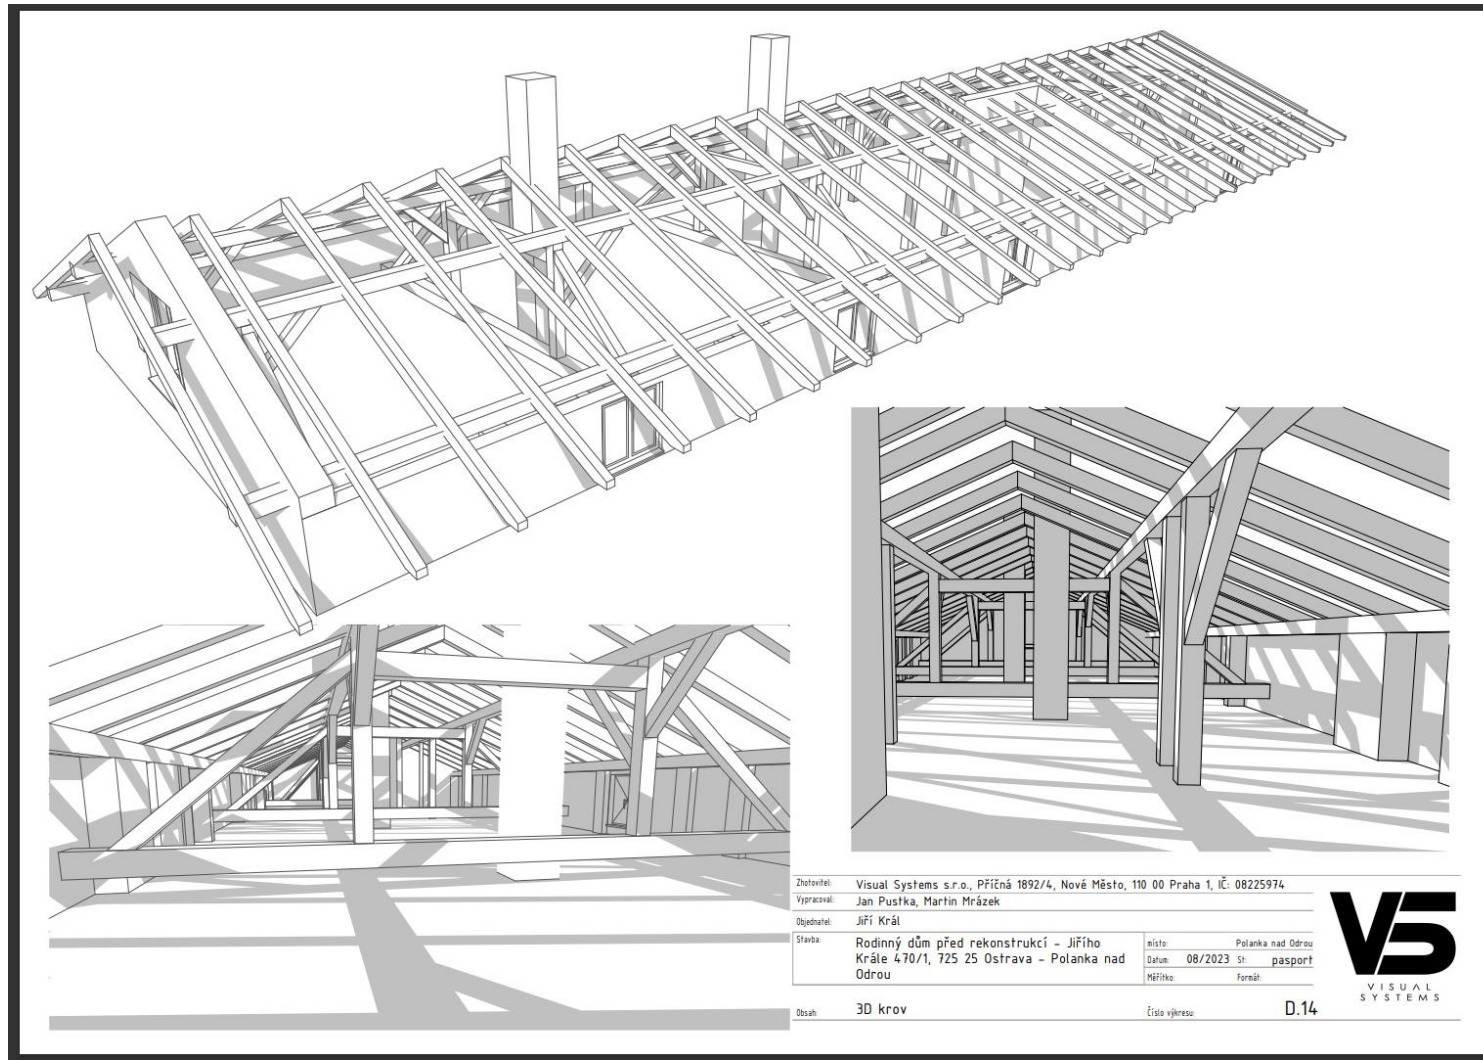 Zhotovitel: Visual Systems s.r.o., Příčná 1892/4, Nové Město, 110 00 Praha 1, IČ: 08225974
Vypracoval: Jan Pustka, Martin Mrázek
Objednatel: Jiří Král
Stavba: Rodinný dům před rekonstrukcí - Jiřího
Krále 470/1, 725 25 Ostrava - Polanka nad
Odrou
místo: Polanka nad Odrou
Datum: 08/2023 St: pasport
Měřítko: Formát:
Obsah: 3D krov
Číslo výkresu: D.14
VS
VISUAL
SYSTEMS